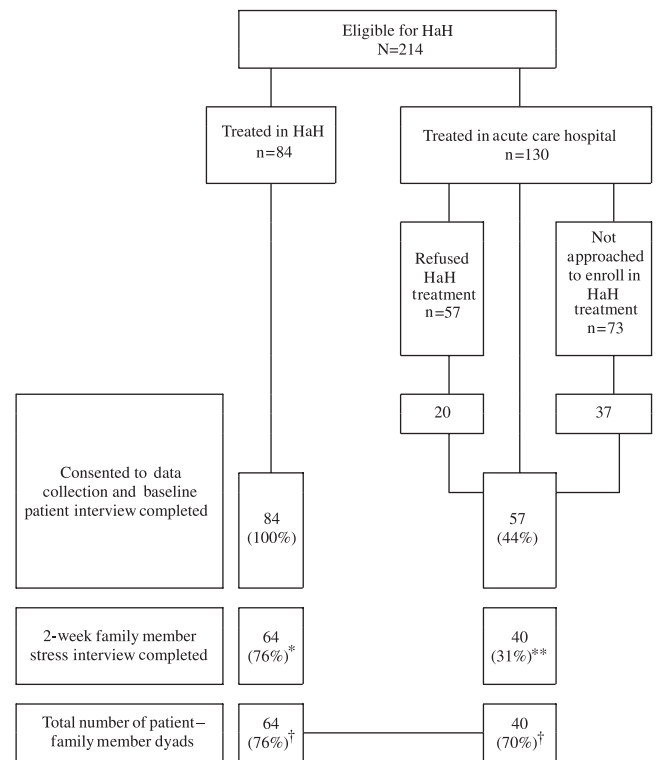 Eligible for HaH
N=214
Treated in HaH
n=84
Treated in acute care hospital
n=130
Refused
HaH
treatment
n=57
Not
approached
to enroll in
HaH
treatment
n=73
20
37
Consented to data
collection and baseline
patient interview completed
84
(100%)
57
(44%)
2-week family member
stress interview completed
64
(76%)*
40
(31%)**
Total number of patient–
family member dyads
64
(76%)†
40
(70%)†